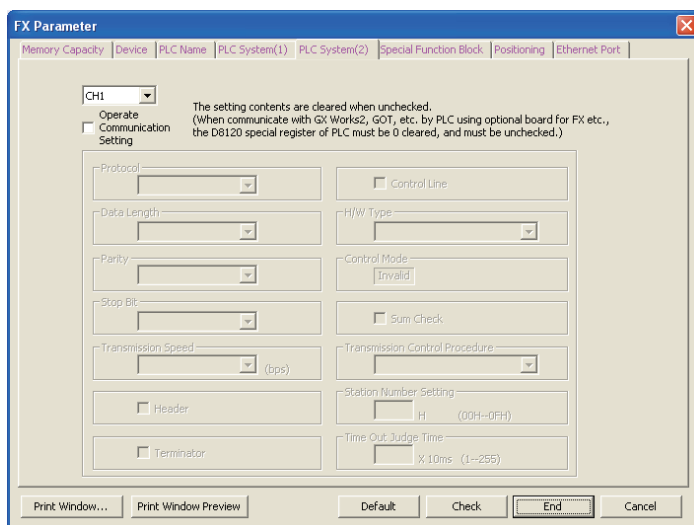 FX Parameter
Memory Capacity Device PLC Name PLC System(1) PLC System(2) Special Function Block Positioning Ethernet Port
CH1
Operate
Communication
Setting
The setting contents are cleared when unchecked.
(When communicate with GX Works2, GOT, etc. by PLC using optional board for FX etc.,
the D8120 special register of PLC must be 0 cleared, and must be unchecked.)
Protocol
Control Line
Data Length
H/W Type
Parity
Control Mode
Invalid
Stop Bit
Sum Check
Transmission Speed
(bps)
Transmission Control Procedure
Header
Station Number Setting
H (00H--0FH)
Terminator
Time Out Judge Time
X 10ms (1--255)
Print Window... Print Window Preview Default Check End Cancel